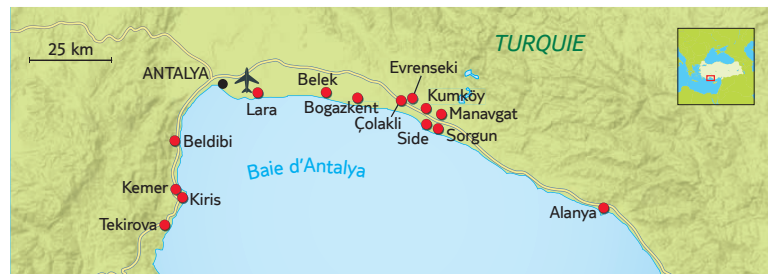 25 km
TURQUIE
ANTALYA
Lara
Belek
Bogazkent
Evrenseki
Çolakli
Kumköy
Manavgat
Side
Sorgun
Beldibi
Baie d'Antalya
Kemer
Kiris
Tekirova
Alanya